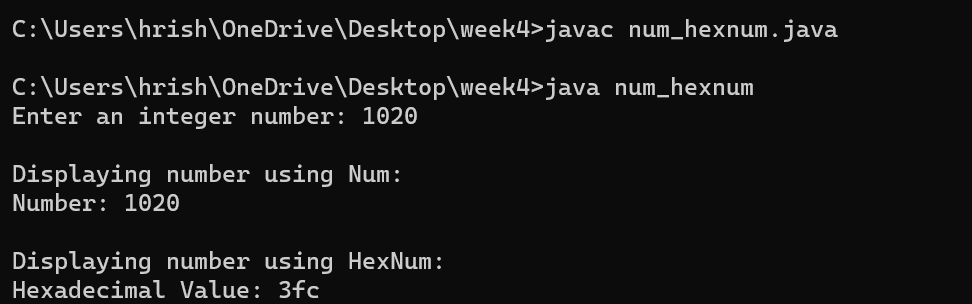 C:\Users\hrish\OneDrive\Desktop\week4>javac num_hexnum.java
C:\Users\hrish\OneDrive\Desktop\week4>java num_hexnum
Enter an integer number: 1020
Displaying number using Num:
Number: 1020
Displaying number using HexNum:
Hexadecimal Value: 3fc